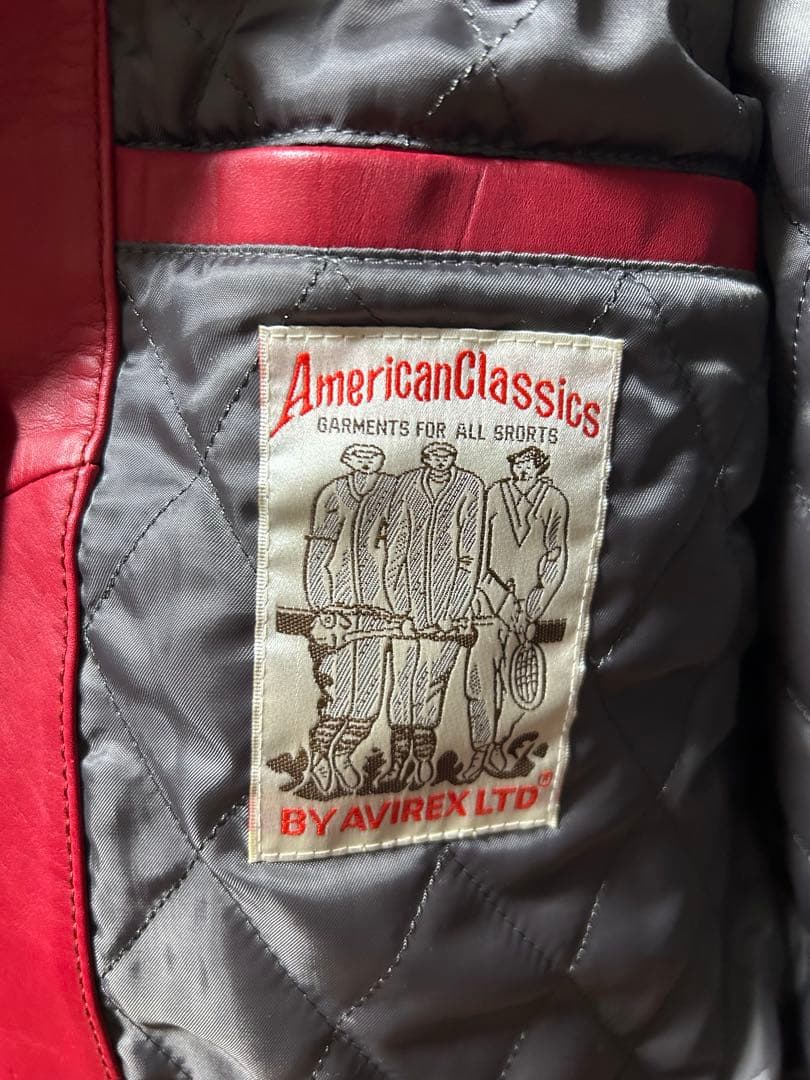 AmericanClassics
GARMENTS FOR ALL SRORTS
A
BY AVIREX LTD®